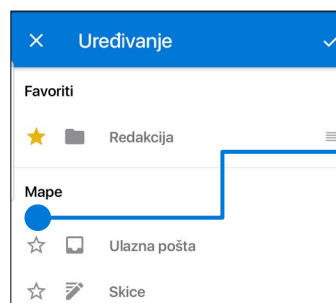 Uređivanje
Favoriti
Redakcija
Mape
Ulazna pošta
Skice